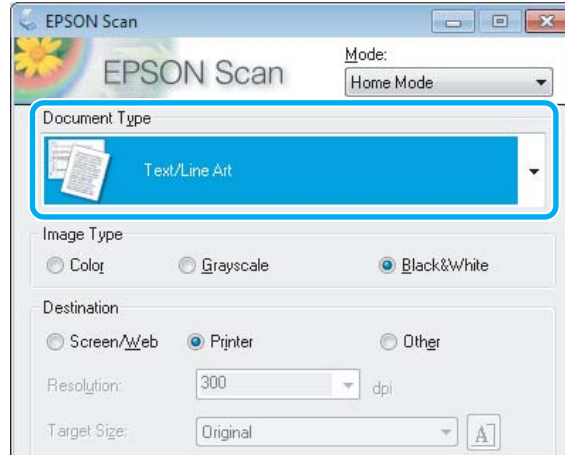 EPSON Scan
EPSON Scan
Mode:
Home Mode
Document Type
Text/Line Art
Image Type
Color Grayscale Black&White
Destination
Screen/Web Printer Other
Resolution: 300 dpi
Target Size: Original A